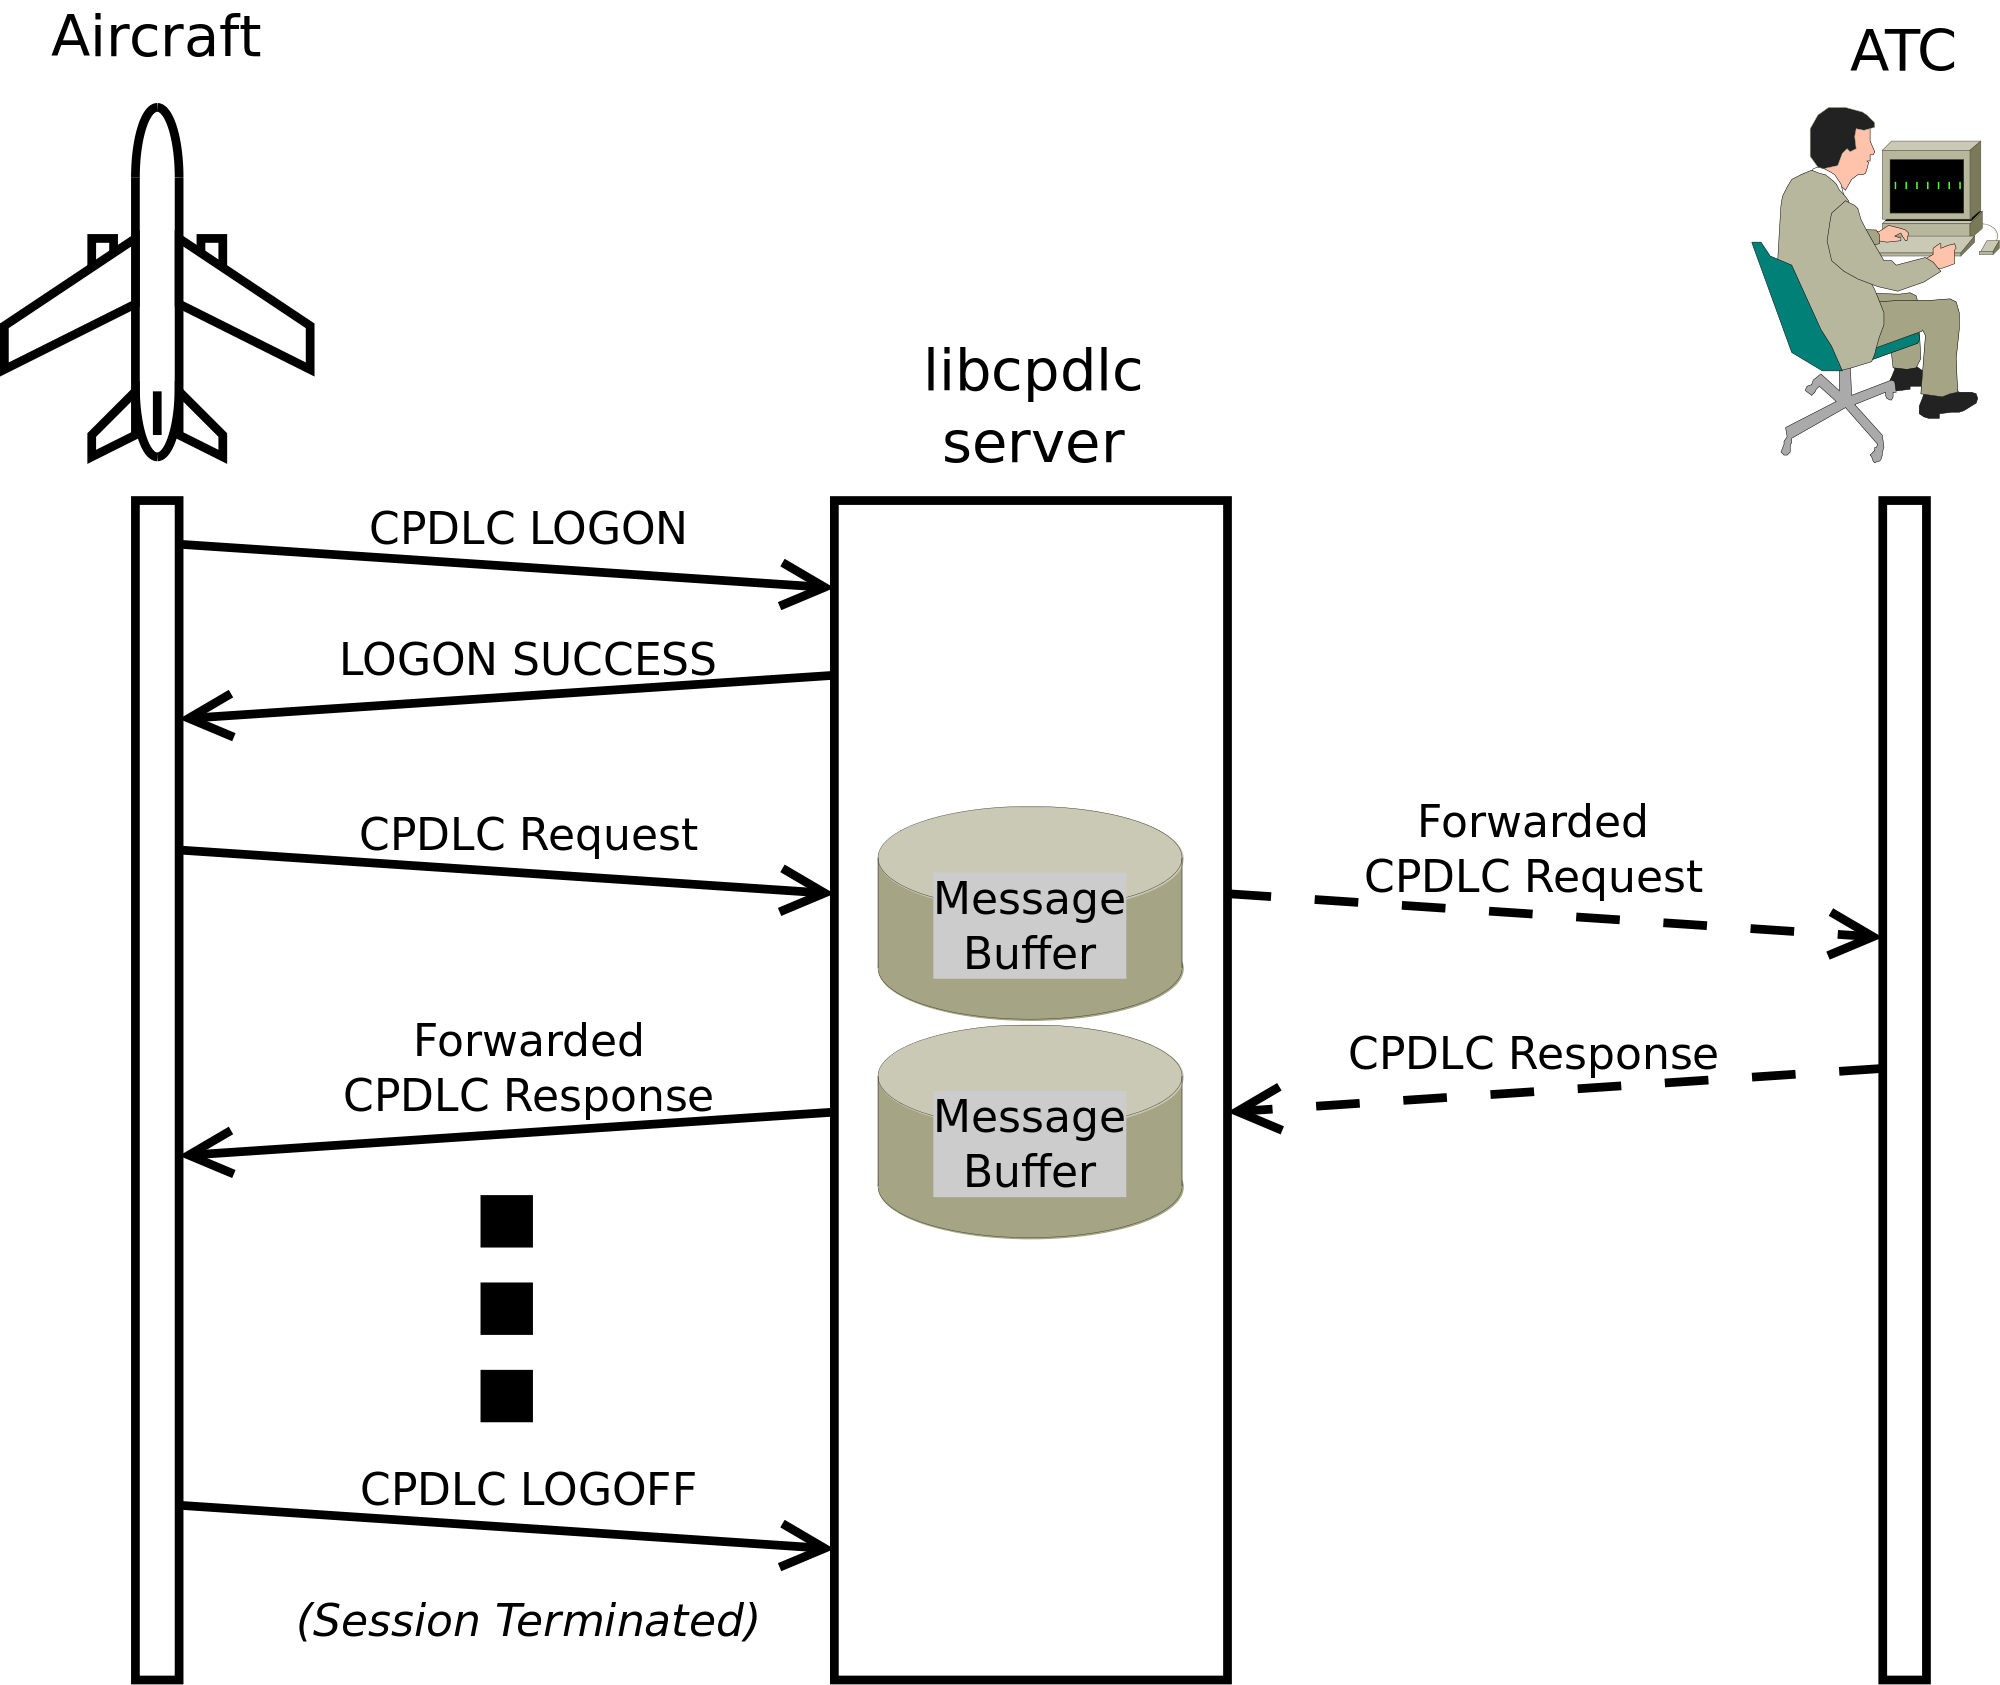 Aircraft
ATC
libcpdlc
server
CPDLC LOGON
LOGON SUCCESS
CPDLC Request
Message
Buffer
Forwarded
CPDLC Request
Forwarded
CPDLC Response
Message
Buffer
CPDLC Response
CPDLC LOGOFF
(Session Terminated)